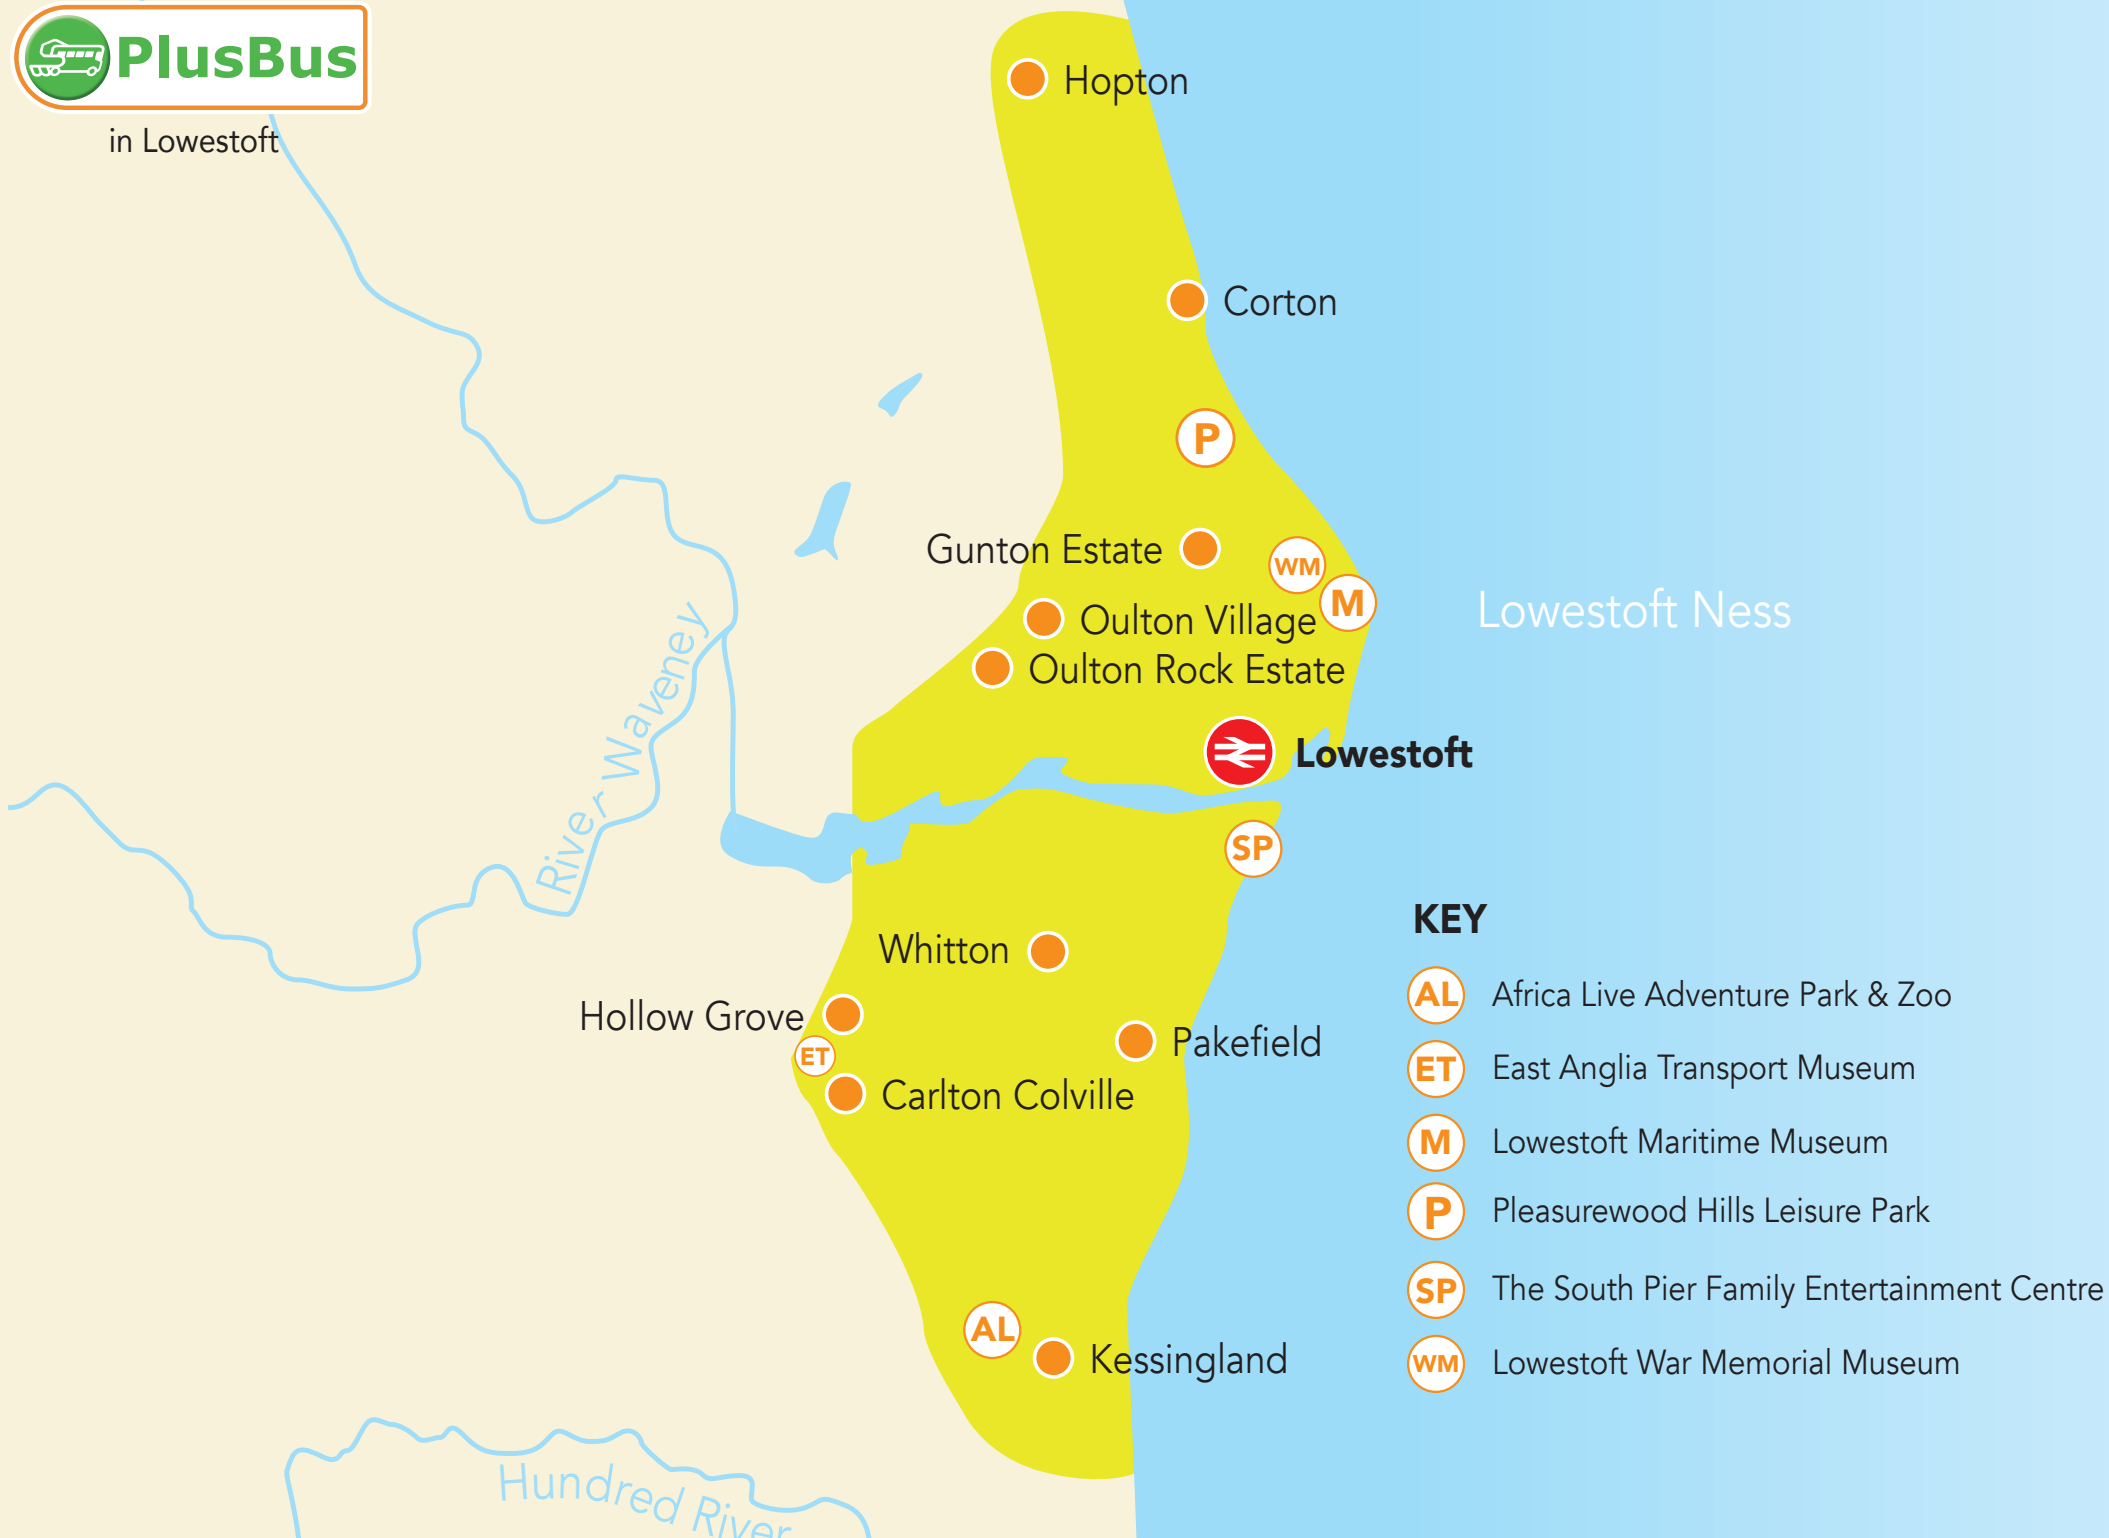 PlusBus
in Lowestoft
Hopton
Corton
P
Gunton Estate
WM
M
Oulton Village
Lowestoft Ness
Oulton Rock Estate
River Waveney
Lowestoft
SP
Whitton
Hollow Grove
Pakefield
ET
Carlton Colville
AL
Kessingland
Hundred River
KEY
AL Africa Live Adventure Park & Zoo
ET East Anglia Transport Museum
M Lowestoft Maritime Museum
P Pleasurewood Hills Leisure Park
SP The South Pier Family Entertainment Centre
WM Lowestoft War Memorial Museum